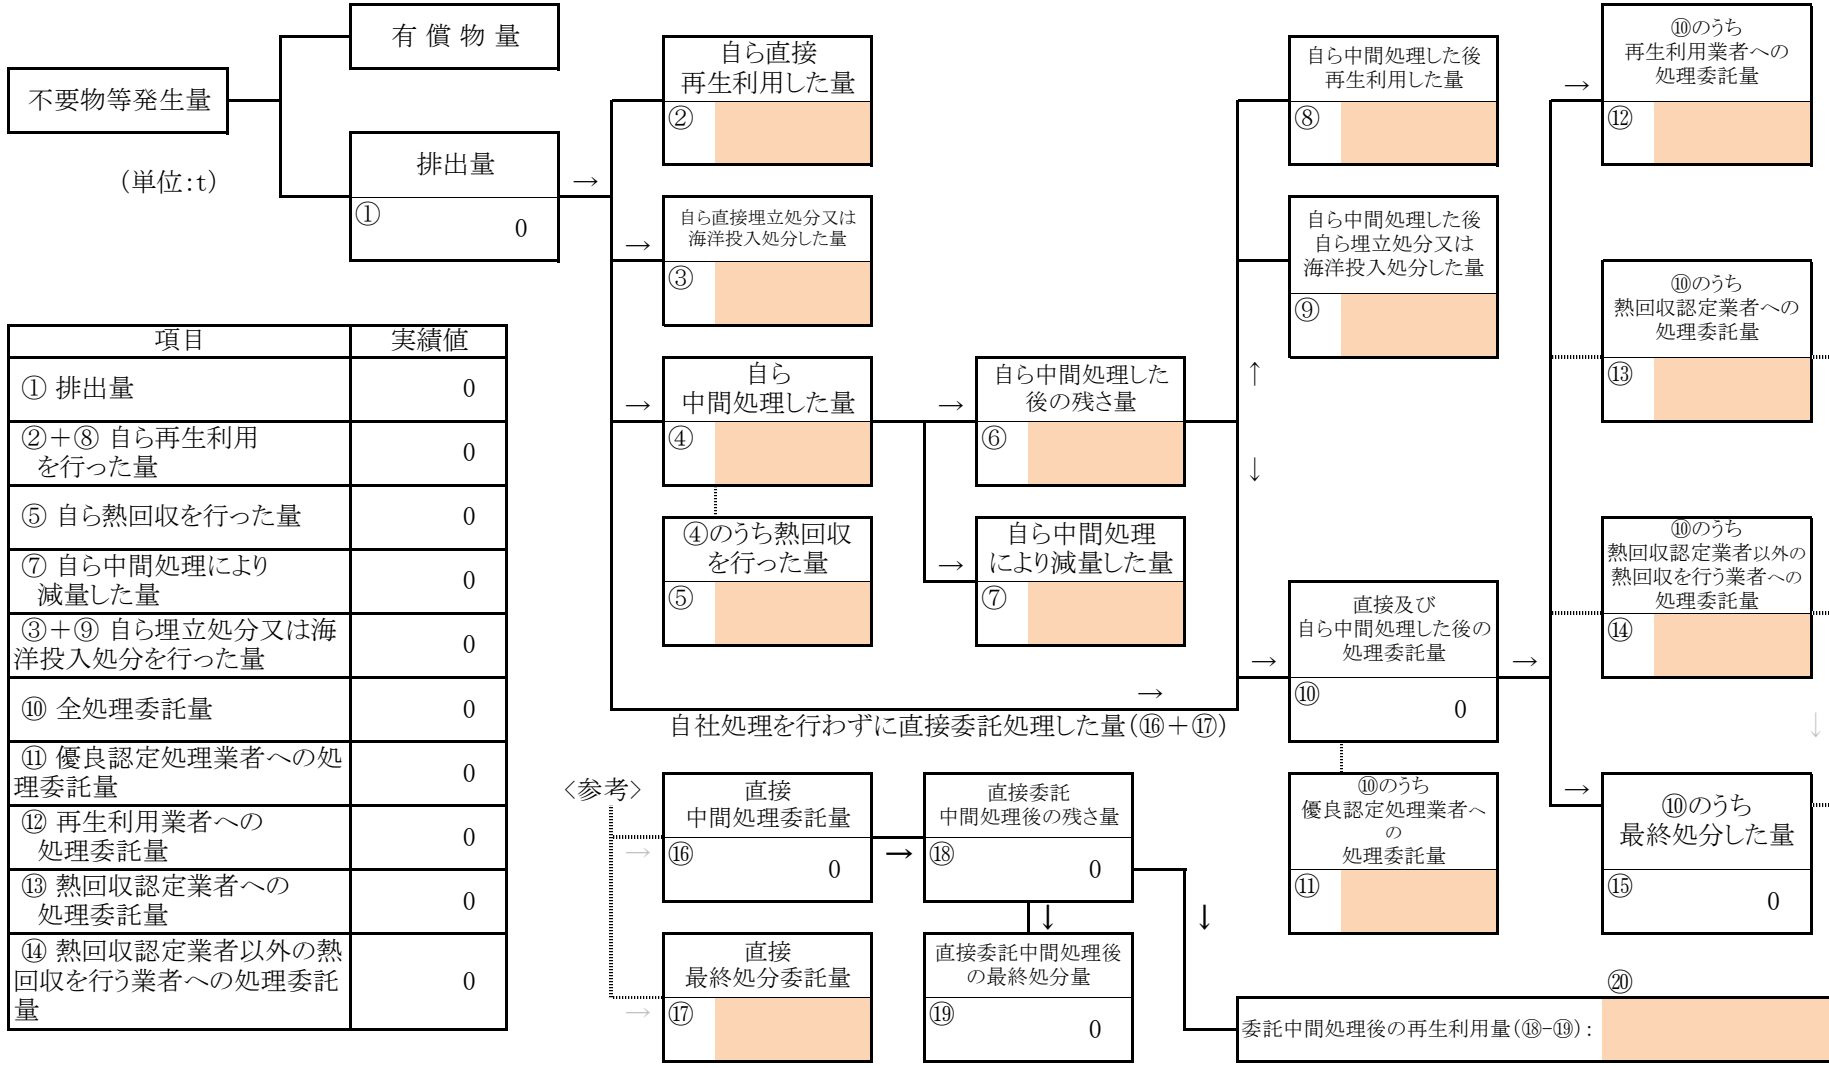 有 償 物 量
不要物等発生量
排出量
①
0
(単位:t)
→
自ら直接
再生利用した量
②
→
自ら直接埋立処分又は
海洋投入処分した量
③
→
自ら
中間処理した量
④
④のうち熱回収
を行った量
⑤
→
自ら中間処理した
後の残さ量
⑥
→
自ら中間処理
により減量した量
⑦
自ら中間処理した後
再生利用した量
⑧
自ら中間処理した後
自ら埋立処分又は
海洋投入処分した量
⑨
↑
↓
→
直接及び
自ら中間処理した後の
処理委託量
⑩
0
→
自社処理を行わずに直接委託処理した量(⑯+⑰)
⑩のうち
優良認定処理業者へ
の
処理委託量
⑪
→
→
⑩のうち
再生利用業者への
処理委託量
⑫
⑩のうち
熱回収認定業者への
処理委託量
⑬
⑩のうち
熱回収認定業者以外の
熱回収を行う業者への
処理委託量
⑭
↓
→
⑩のうち
最終処分した量
⑮
0
項目
実績値
① 排出量
0
②+⑧ 自ら再生利用
を行った量
0
⑤ 自ら熱回収を行った量
0
⑦ 自ら中間処理により
減量した量
0
③+⑨ 自ら埋立処分又は海
洋投入処分を行った量
0
⑩ 全処理委託量
0
⑪ 優良認定処理業者への処
理委託量
0
⑫ 再生利用業者への
処理委託量
0
⑬ 熱回収認定業者への
処理委託量
0
⑭ 熱回収認定業者以外の熱
回収を行う業者への処理委託
量
0
<参考>
→
直接
中間処理委託量
⑯
0
→
直接委託
中間処理後の残さ量
⑱
0
→
直接
最終処分委託量
⑰
↓
直接委託中間処理後
の最終処分量
⑲
0
↓
⑳
委託中間処理後の再生利用量(⑱-⑲):